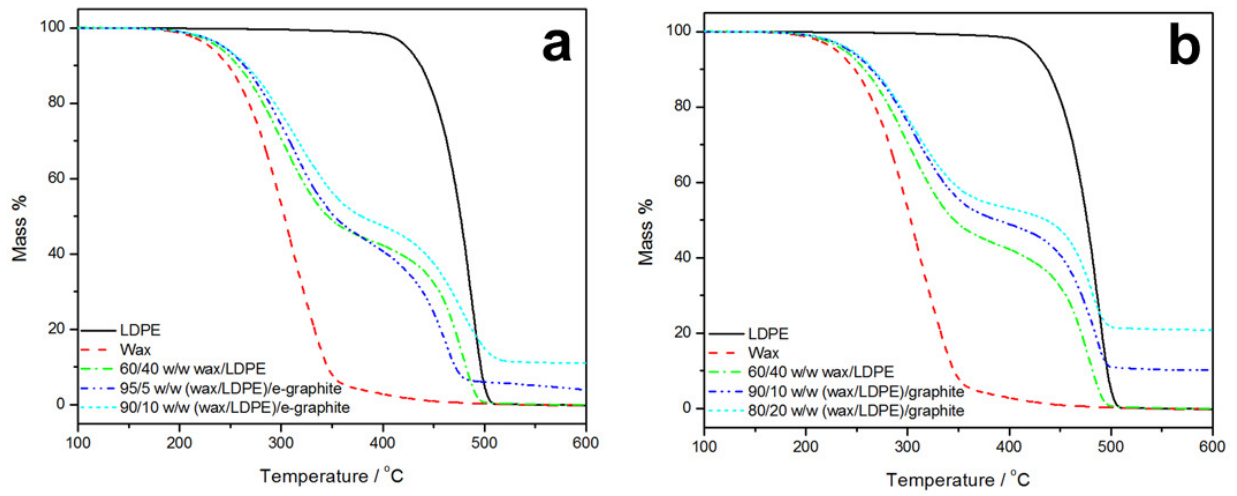 a
100
80
60
40
20
0
Mass %
LDPE
Wax
60/40 w/w wax/LDPE
95/5 w/w (wax/LDPE)/e-graphite
90/10 w/w (wax/LDPE)/e-graphite
100 200 300 400 500 600
Temperature / °C
b
100
80
60
40
20
0
Mass %
LDPE
Wax
60/40 w/w wax/LDPE
90/10 w/w (wax/LDPE)/graphite
80/20 w/w (wax/LDPE)/graphite
100 200 300 400 500 600
Temperature / °C